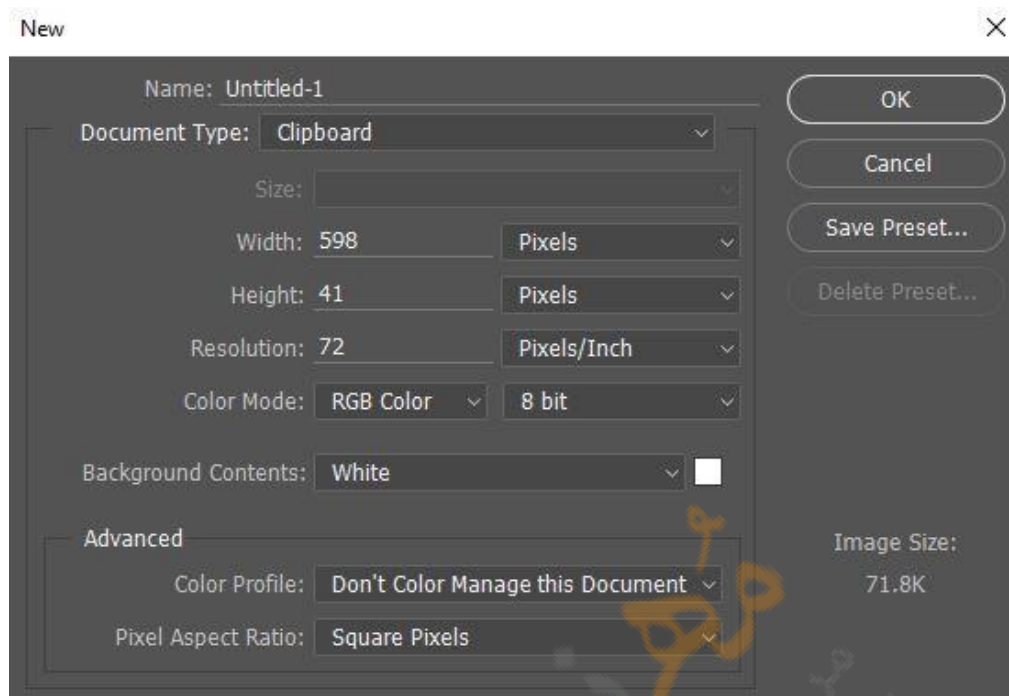 New
Name: Untitled-1
OK
Document Type: Clipboard
Cancel
Size:
Width: 598 Pixels
Save Preset...
Height: 41 Pixels
Delete Preset...
Resolution: 72 Pixels/Inch
Color Mode: RGB Color 8 bit
Background Contents: White
Advanced
Image Size:
Color Profile: Don't Color Manage this Document
71.8K
Pixel Aspect Ratio: Square Pixels